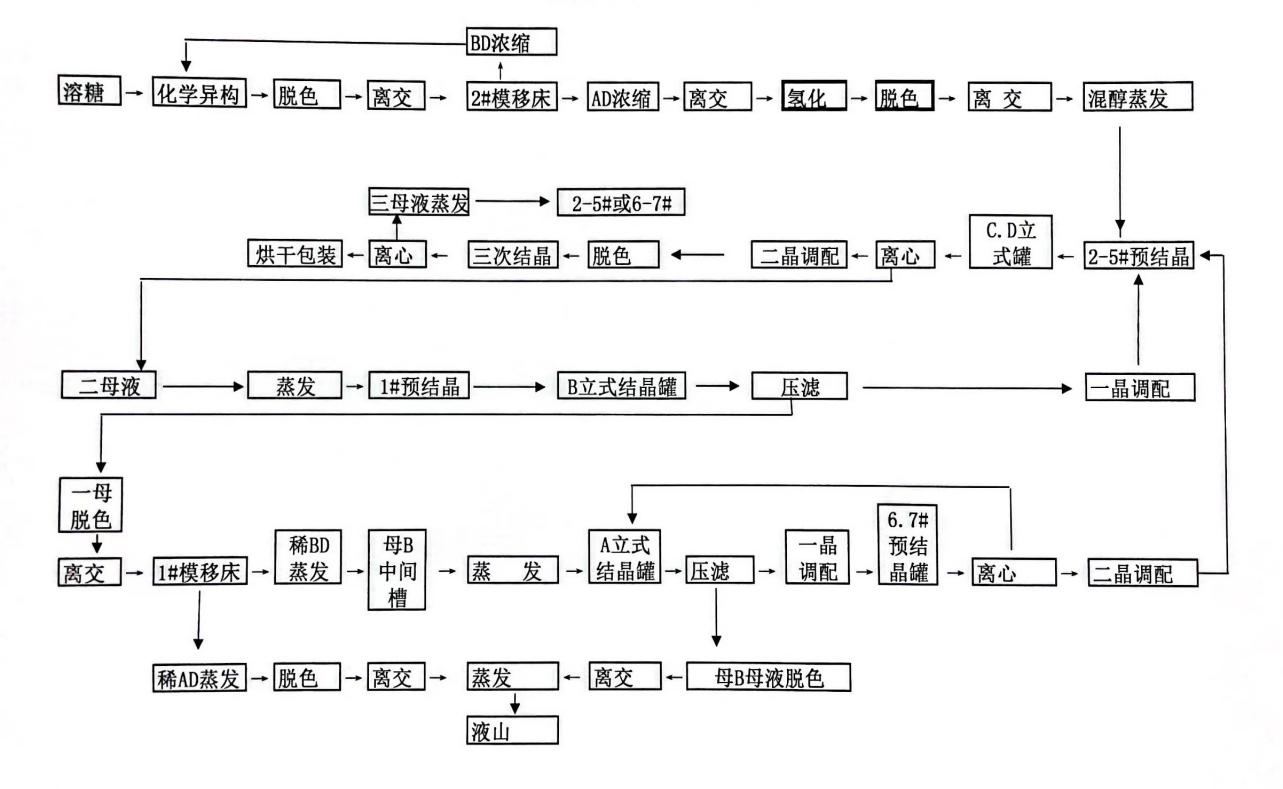 BD浓缩
溶糖
化学异构
脱色
离交
2#模移床
AD浓缩
离交
氢化
脱色
离 交
混醇蒸发
三母液蒸发
2-5#或6-7#
烘干包装
离心
三次结晶
脱色
二晶调配
离心
C.D立
式罐
2-5#预结晶
二母液
蒸发
1#预结晶
B立式结晶罐
压滤
一晶调配
一母
脱色
离交
1#模移床
稀BD
蒸发
母B
中间
槽
蒸 发
A立式
结晶罐
压滤
一晶
调配
6.7#
预结
晶罐
离心
二晶调配
稀AD蒸发
脱色
离交
蒸发
离交
母B母液脱色
液山